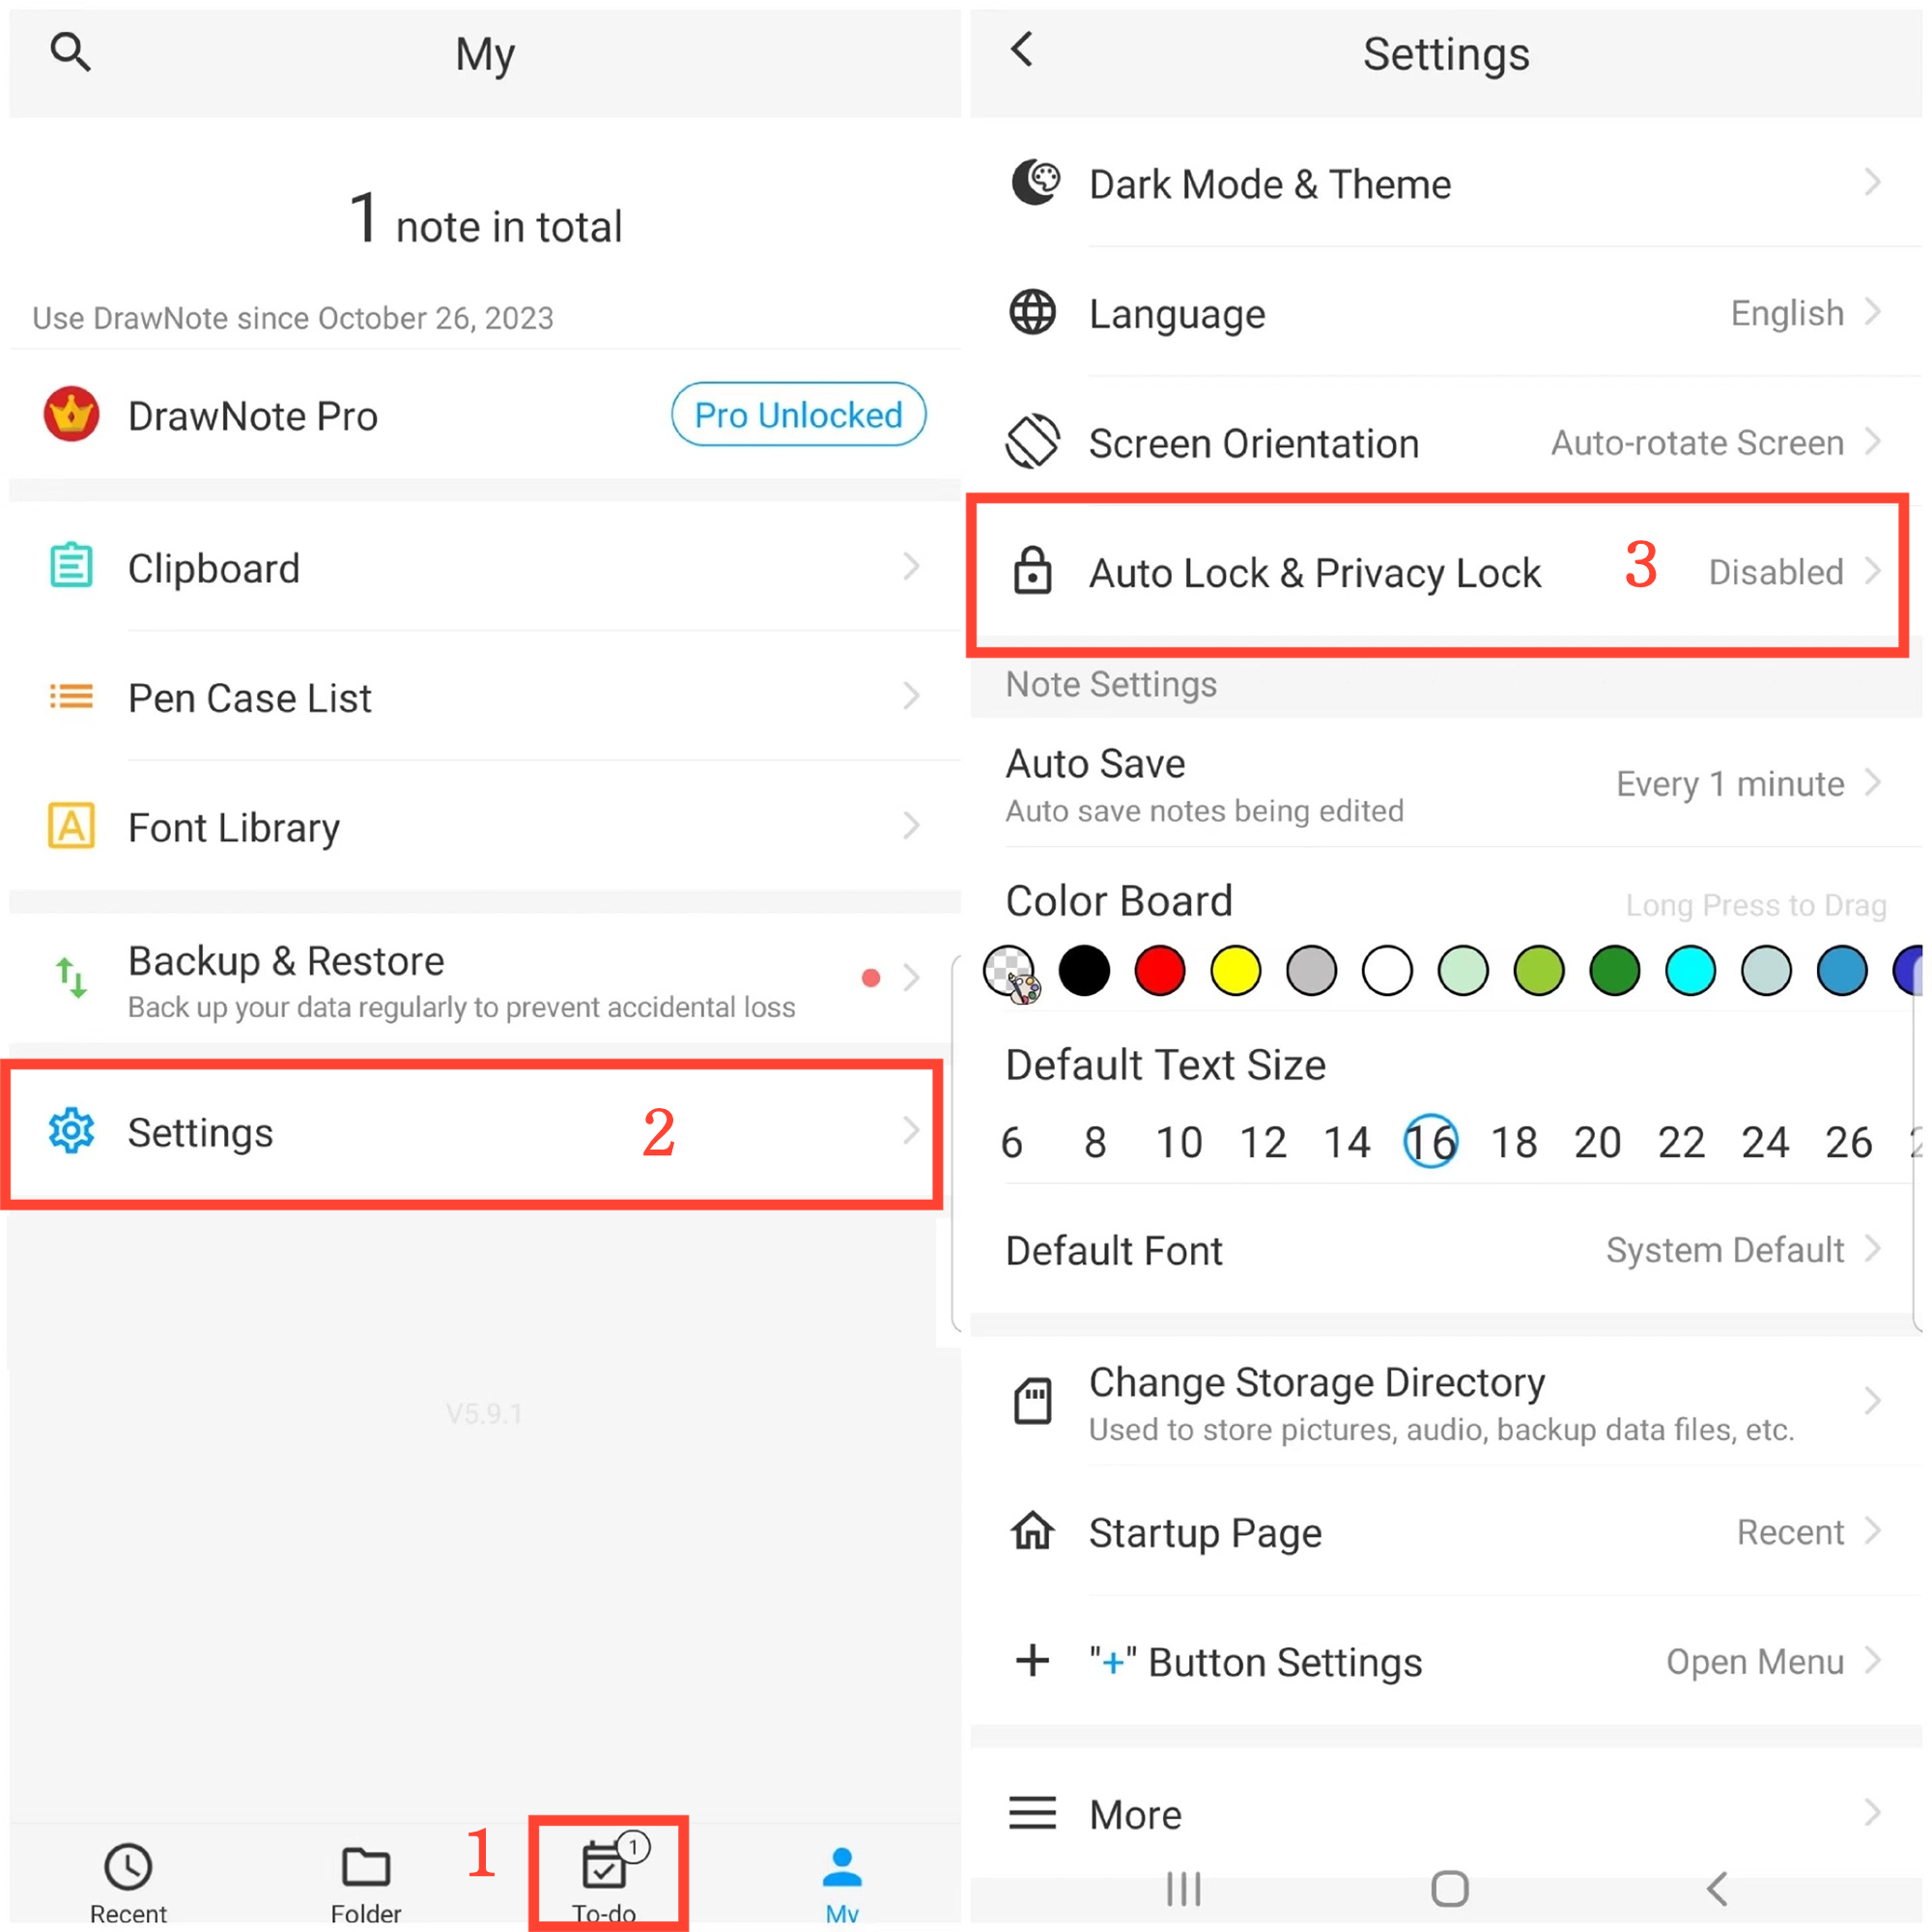 My
1 note in total
Use DrawNote since October 26, 2023
DrawNote Pro
Pro Unlocked
Clipboard
Pen Case List
Font Library
Backup & Restore
Back up your data regularly to prevent accidental loss
Settings
2
V5.9.1
1
1
Recent
Folder
To-do
My
Settings
Dark Mode & Theme
Language
English
Screen Orientation
Auto-rotate Screen
Auto Lock & Privacy Lock
3
Disabled
Note Settings
Auto Save
Every 1 minute
Auto save notes being edited
Color Board
Long Press to Drag
Default Text Size
6 8 10 12 14 16 18 20 22 24 26
Default Font
System Default
Change Storage Directory
Used to store pictures, audio, backup data files, etc.
Startup Page
Recent
"+" Button Settings
Open Menu
More